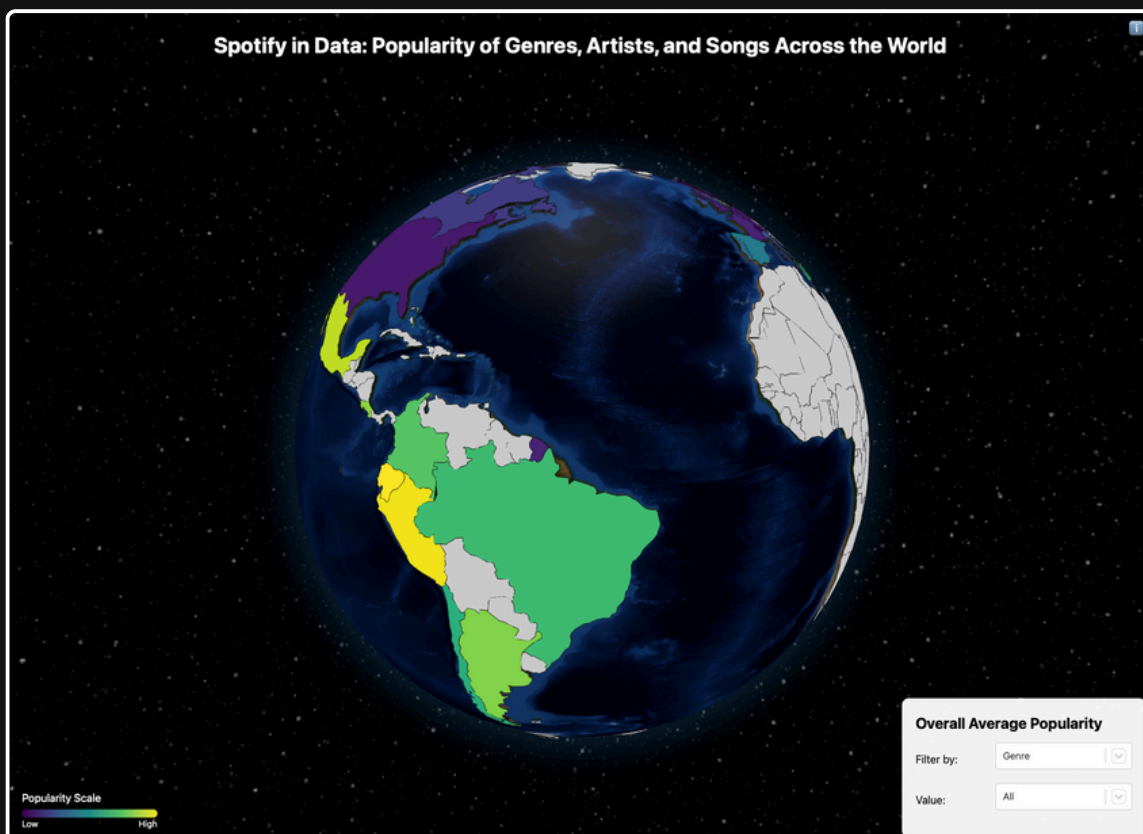 Spotify in Data: Popularity of Genres, Artists, and Songs Across the World
i
Popularity Scale
Low High
Overall Average Popularity
Filter by: Genre
Value: All